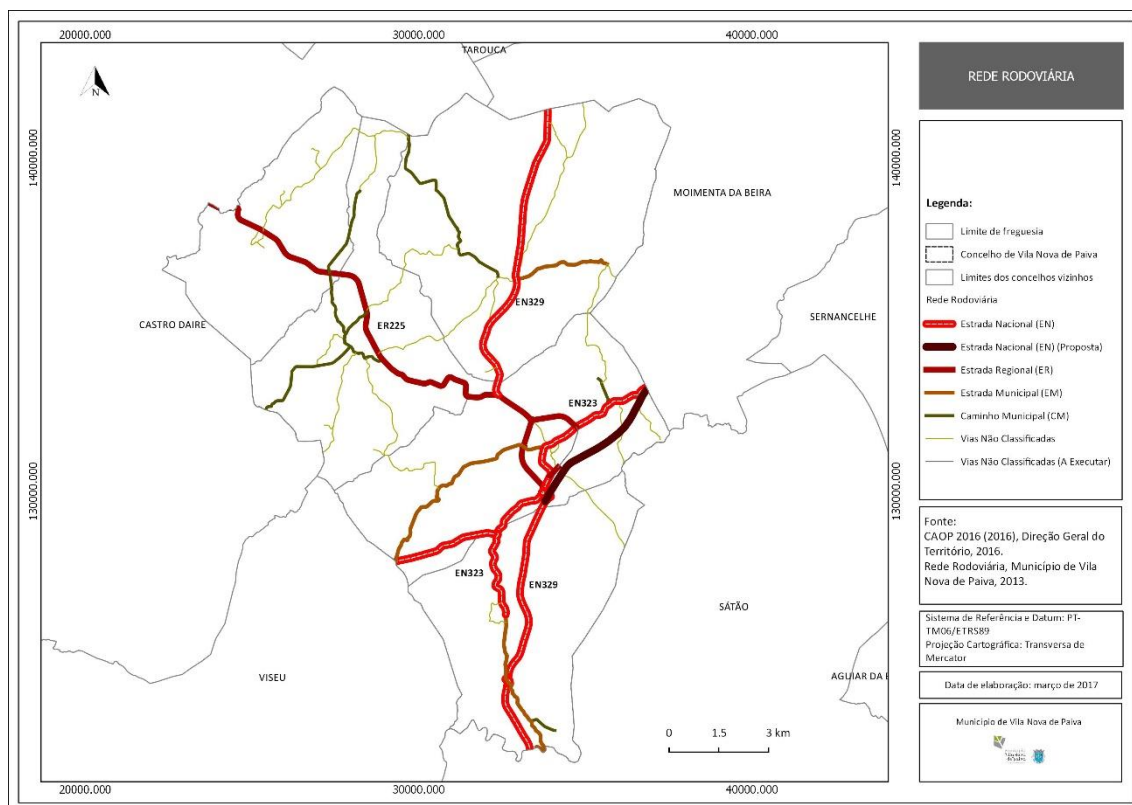 20000.000
30000.000
40000.000
TAROUCA
N
140000.000
140000.000
MOIMENTA DA BEIRA
EN329
CASTRO DAIRE
ER225
SERNANCELHE
EN323
130000.000
130000.000
EN323
EN329
SÁTÃO
VISEU
AGUIAR DA B
0 1.5 3 km
20000.000
30000.000
40000.000
REDE RODOVIÁRIA
Legenda:
Limite de freguesia
Concelho de Vila Nova de Paiva
Limites dos concelhos vizinhos
Rede Rodoviária
Estrada Nacional (EN)
Estrada Nacional (EN) (Proposta)
Estrada Regional (ER)
Estrada Municipal (EM)
Caminho Municipal (CM)
Vias Não Classificadas
Vias Não Classificadas (A Executar)
Fonte:
CAOP 2016 (2016), Direção Geral do
Território, 2016.
Rede Rodoviária, Município de Vila
Nova de Paiva, 2013.
Sistema de Referência e Datum: PT-
TM06/ETRS89
Projeção Cartográfica: Transversa de
Mercator
Data de elaboração: março de 2017
Município de Vila Nova de Paiva